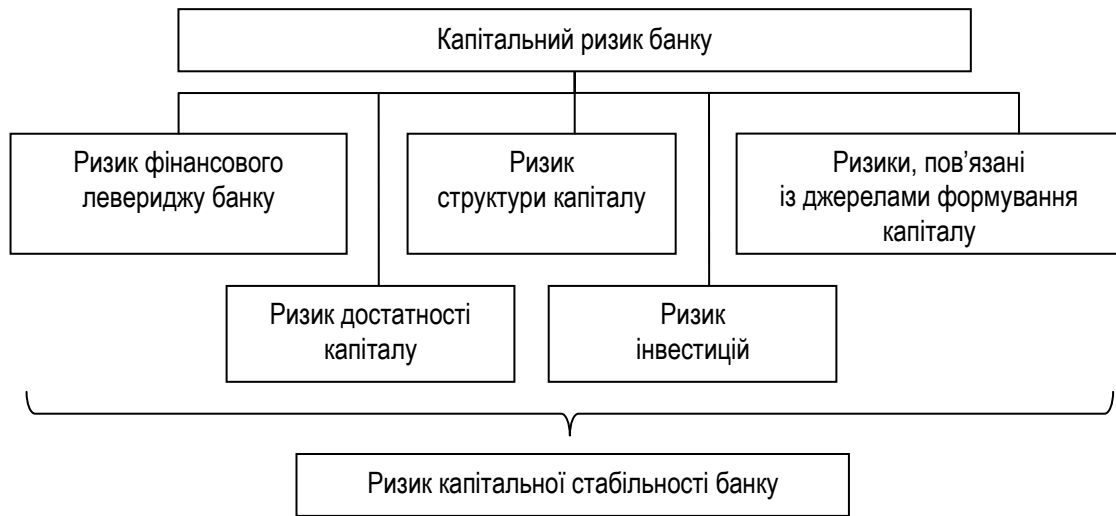 Капітальний ризик банку
Ризик фінансового
левериджу банку
Ризик
структури капіталу
Ризики, пов’язані
із джерелами формування
капіталу
Ризик достатності
капіталу
Ризик
інвестицій
Ризик капітальної стабільності банку